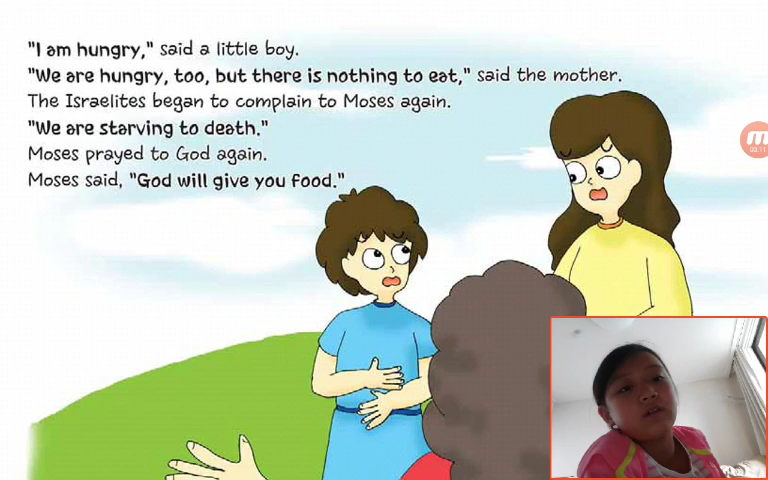 "I am hungry," said a little boy.
"We are hungry, too, but there is nothing to eat," said the mother.
The Israelites began to complain to Moses again.
"We are starving to death."
Moses prayed to God again.
Moses said, "God will give you food."
00:11